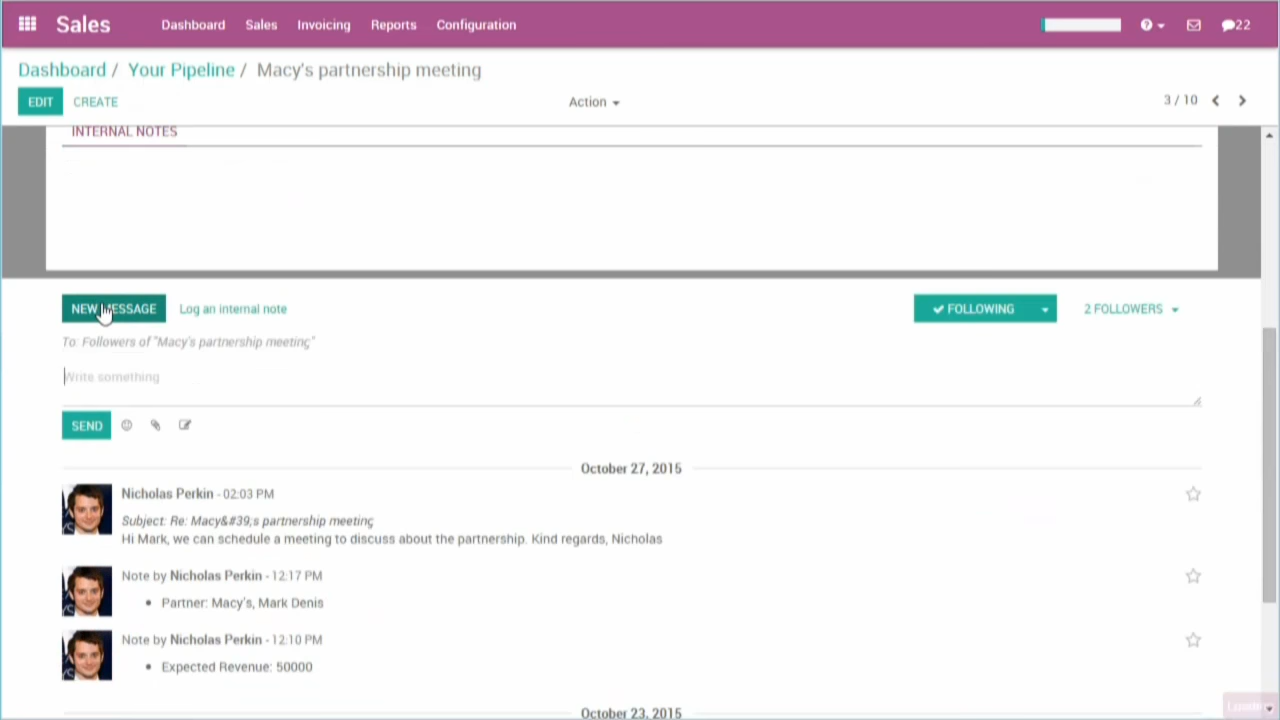 Sales Dashboard Sales Invoicing Reports Configuration 22
Dashboard / Your Pipeline / Macy's partnership meeting
EDIT CREATE Action 3 / 10
INTERNAL NOTES
NEW MESSAGE Log an internal note FOLLOWING 2 FOLLOWERS
To: Followers of "Macy's partnership meeting"
Write something
SEND
October 27, 2015
Nicholas Perkin - 02:03 PM
Subject: Re: Macy&#39;s partnership meeting
Hi Mark, we can schedule a meeting to discuss about the partnership. Kind regards, Nicholas
Note by Nicholas Perkin - 12:17 PM
• Partner: Macy's, Mark Denis
Note by Nicholas Perkin - 12:10 PM
• Expected Revenue: 50000
October 23, 2015